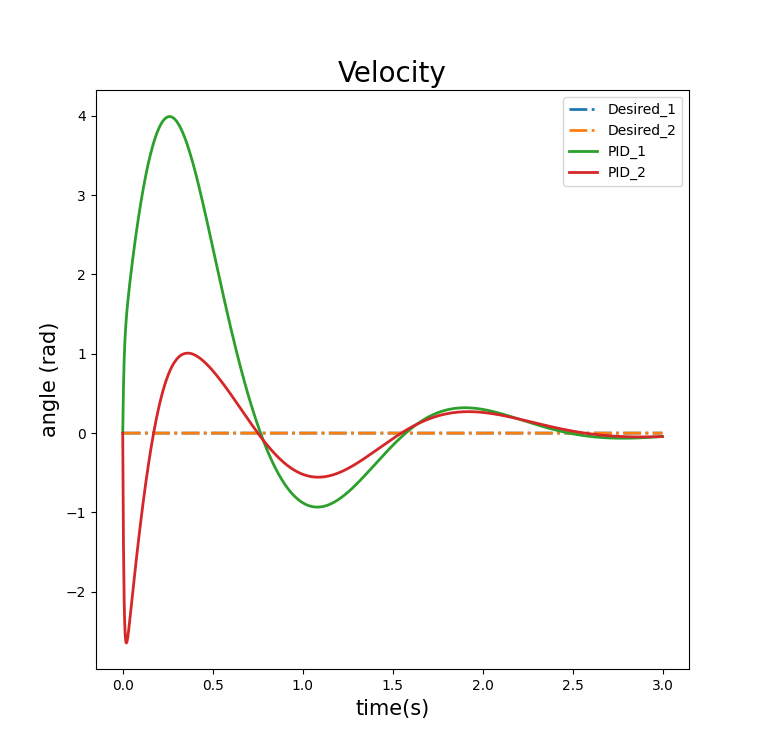 Velocity
Desired_1
Desired_2
PID_1
PID_2
angle (rad)
4
3
2
1
0
−1
−2
0.0 0.5 1.0 1.5 2.0 2.5 3.0
time(s)